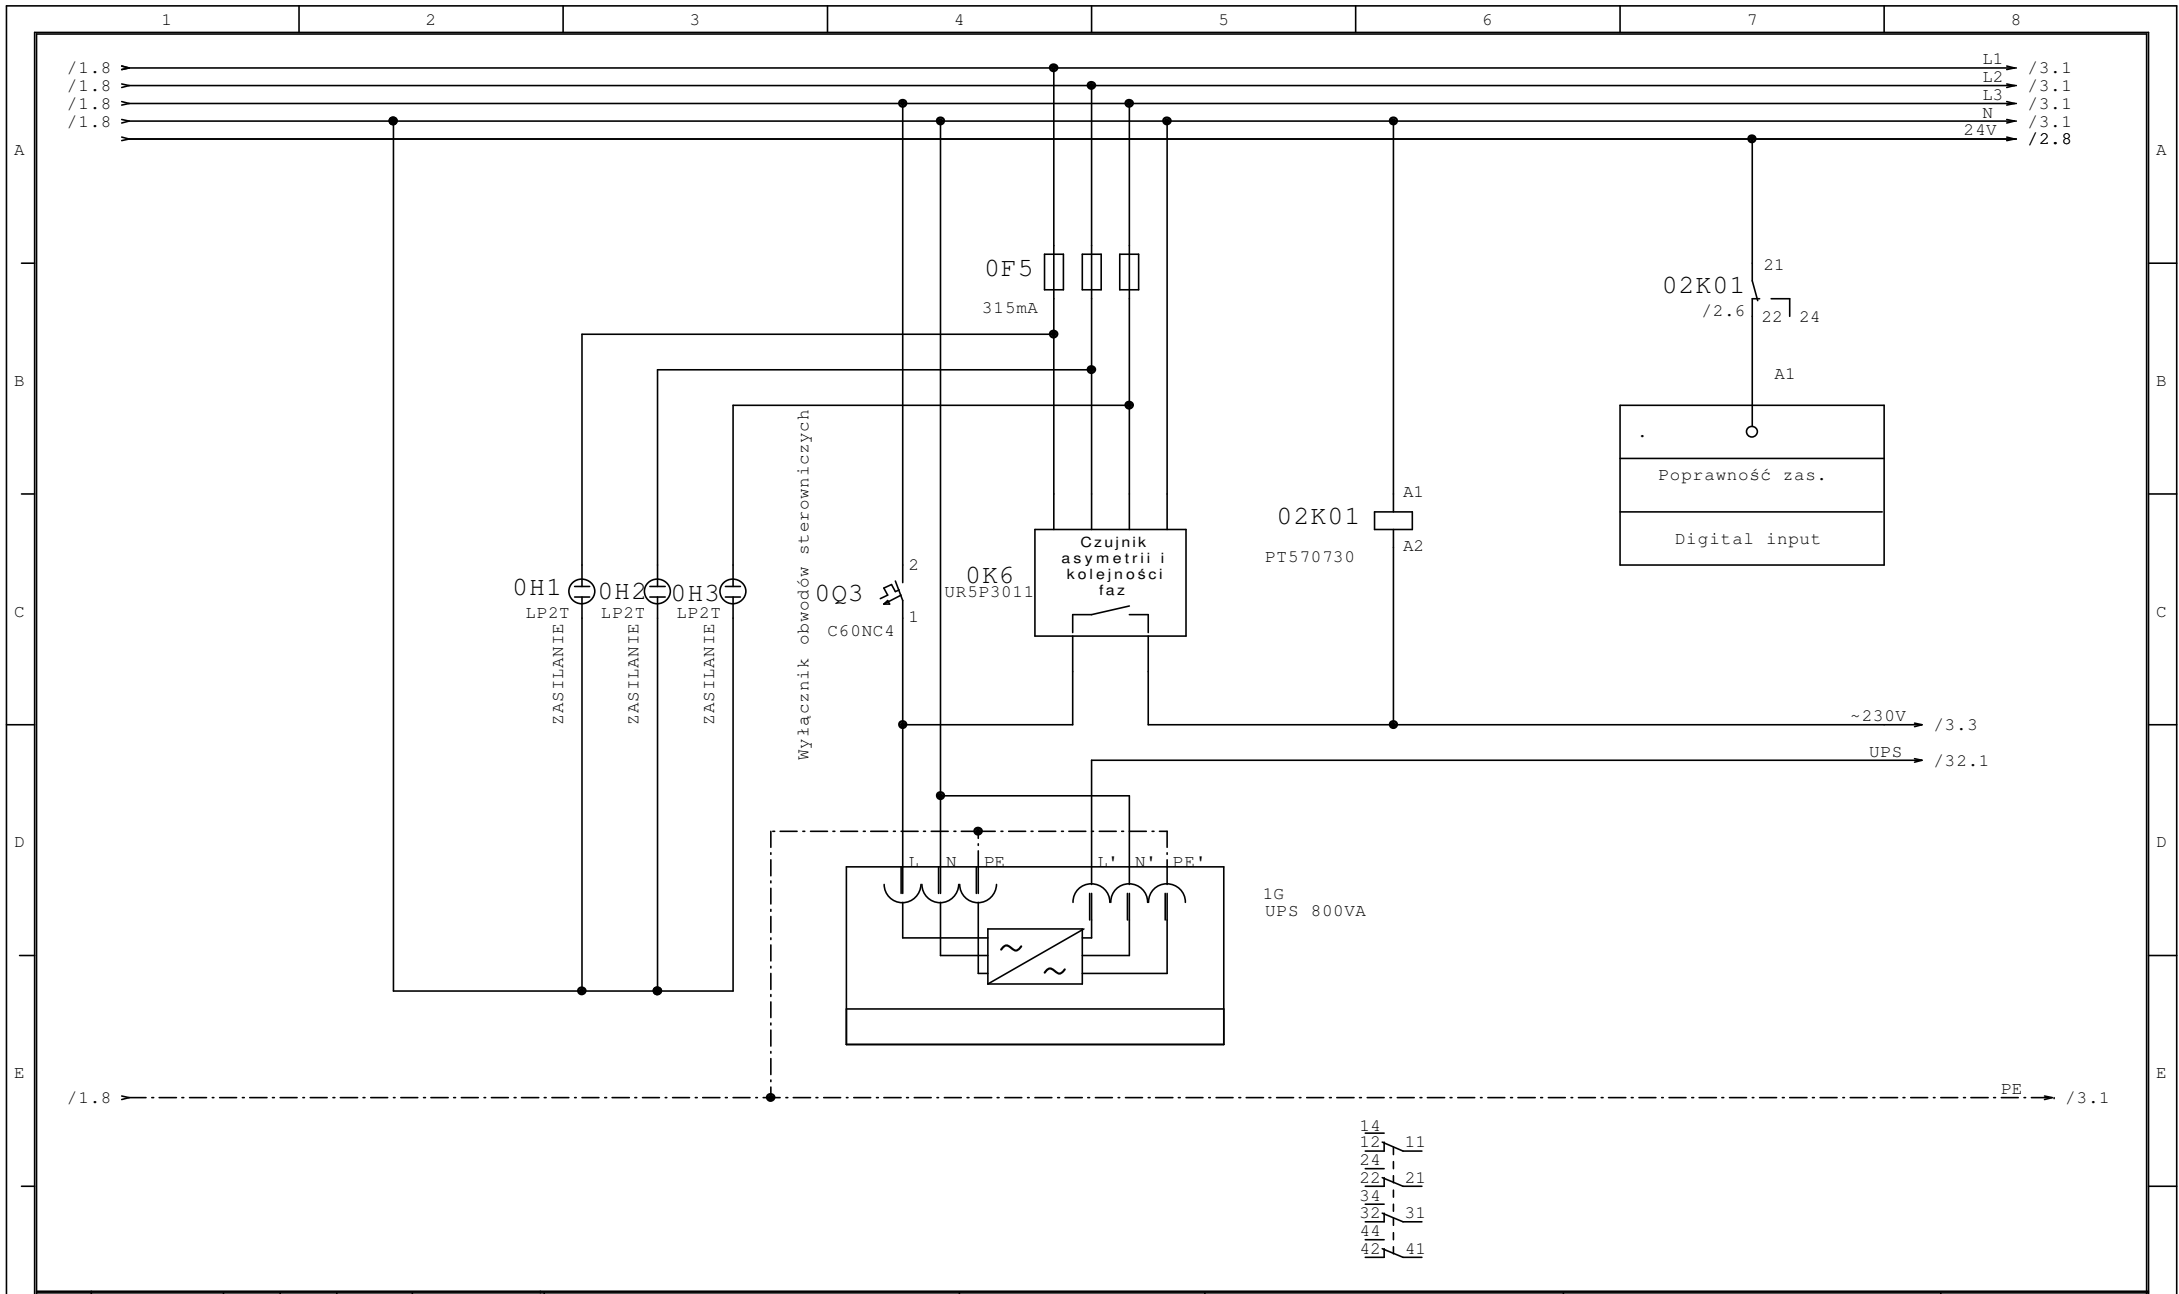 1 2 3 4 5 6 7 8
/1.8 L1 /3.1
/1.8 L2 /3.1
/1.8 L3 /3.1
/1.8 N /3.1
24V /2.8
A A
0F5
315mA
21
02K01
/2.6 22 24
A1
B B
.
Poprawność zas.
Digital input
Wyłącznik obwodów sterowniczych
0H1
LP2T
ZASILANIE
0H2
LP2T
ZASILANIE
0H3
LP2T
ZASILANIE
2
0Q3
1
C60NC4
0K6
UR5P3011
Czujnik
asymetrii i
kolejności
faz
A1
02K01
A2
PT570730
C C
~230V /3.3
UPS /32.1
D D
L N PE L' N' PE'
1G
UPS 800VA
E E
/1.8 PE /3.1
14
12 11
24
22 21
34
32 31
44
42 41